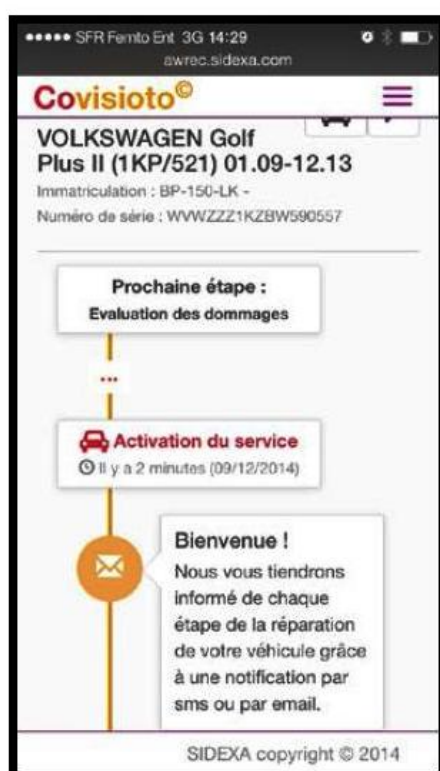 SFR Femto Ent 3G 14:29
awrec.sidexa.com
Covisioto©
VOLKSWAGEN Golf
Plus II (1KP/521) 01.09-12.13
Immatriculation : BP-150-LK -
Numéro de série : WVWZZZ1KZBW590557
Prochaine étape :
Evaluation des dommages
...
Activation du service
Il y a 2 minutes (09/12/2014)
Bienvenue !
Nous vous tiendrons
informé de chaque
étape de la réparation
de votre véhicule grâce
à une notification par
sms ou par email.
SIDEXA copyright © 2014